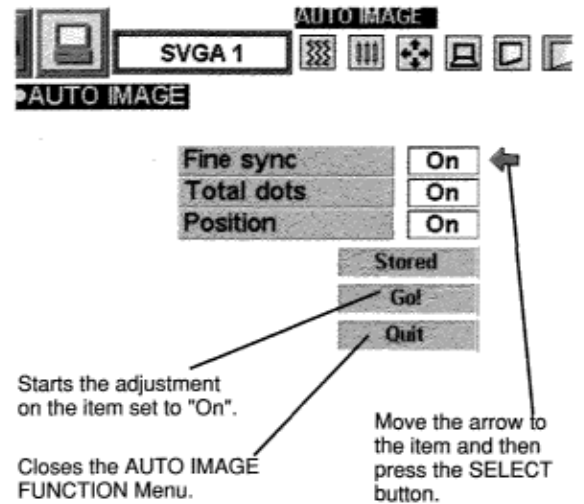 AUTO IMAGE
SVGA 1
•AUTO IMAGE
Fine sync On
Total dots On
Position On
Stored
Go!
Quit
Starts the adjustment
on the item set to "On".
Closes the AUTO IMAGE
FUNCTION Menu.
Move the arrow to
the item and then
press the SELECT
button.